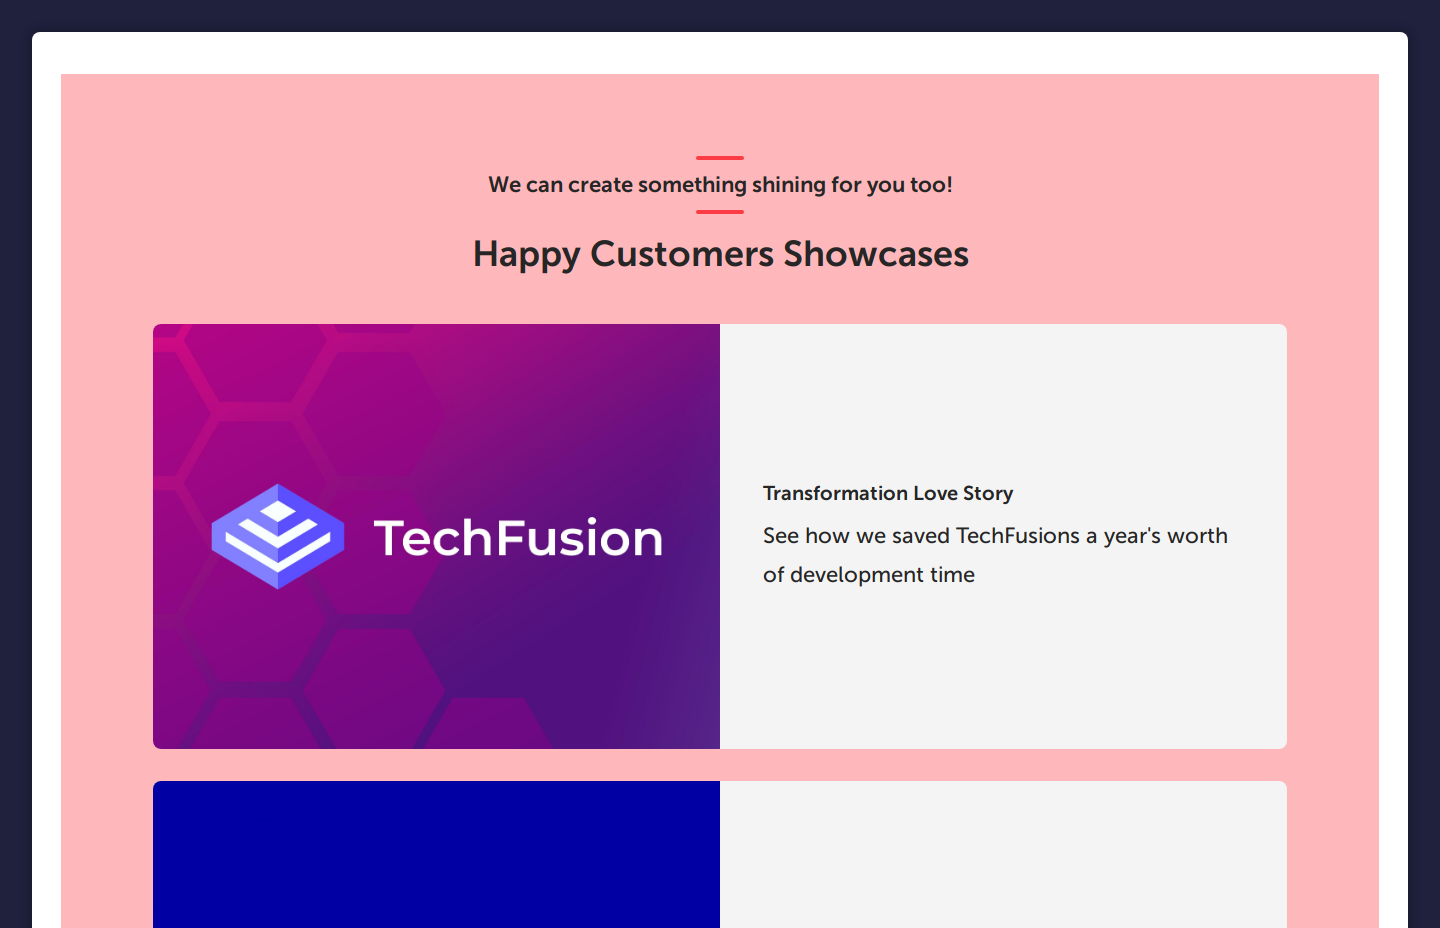 We can create something shining for you too!
Happy Customers Showcases
TechFusion
Transformation Love Story
See how we saved TechFusions a year's worth
of development time